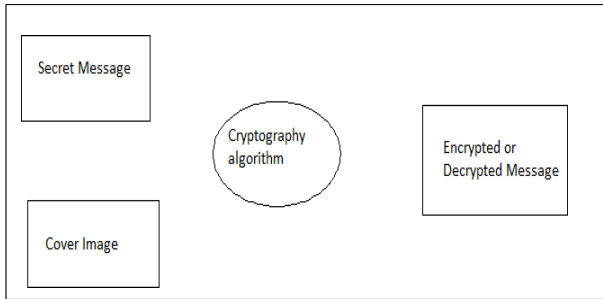 Secret Message
Cryptography
algorithm
Encrypted or
Decrypted Message
Cover Image